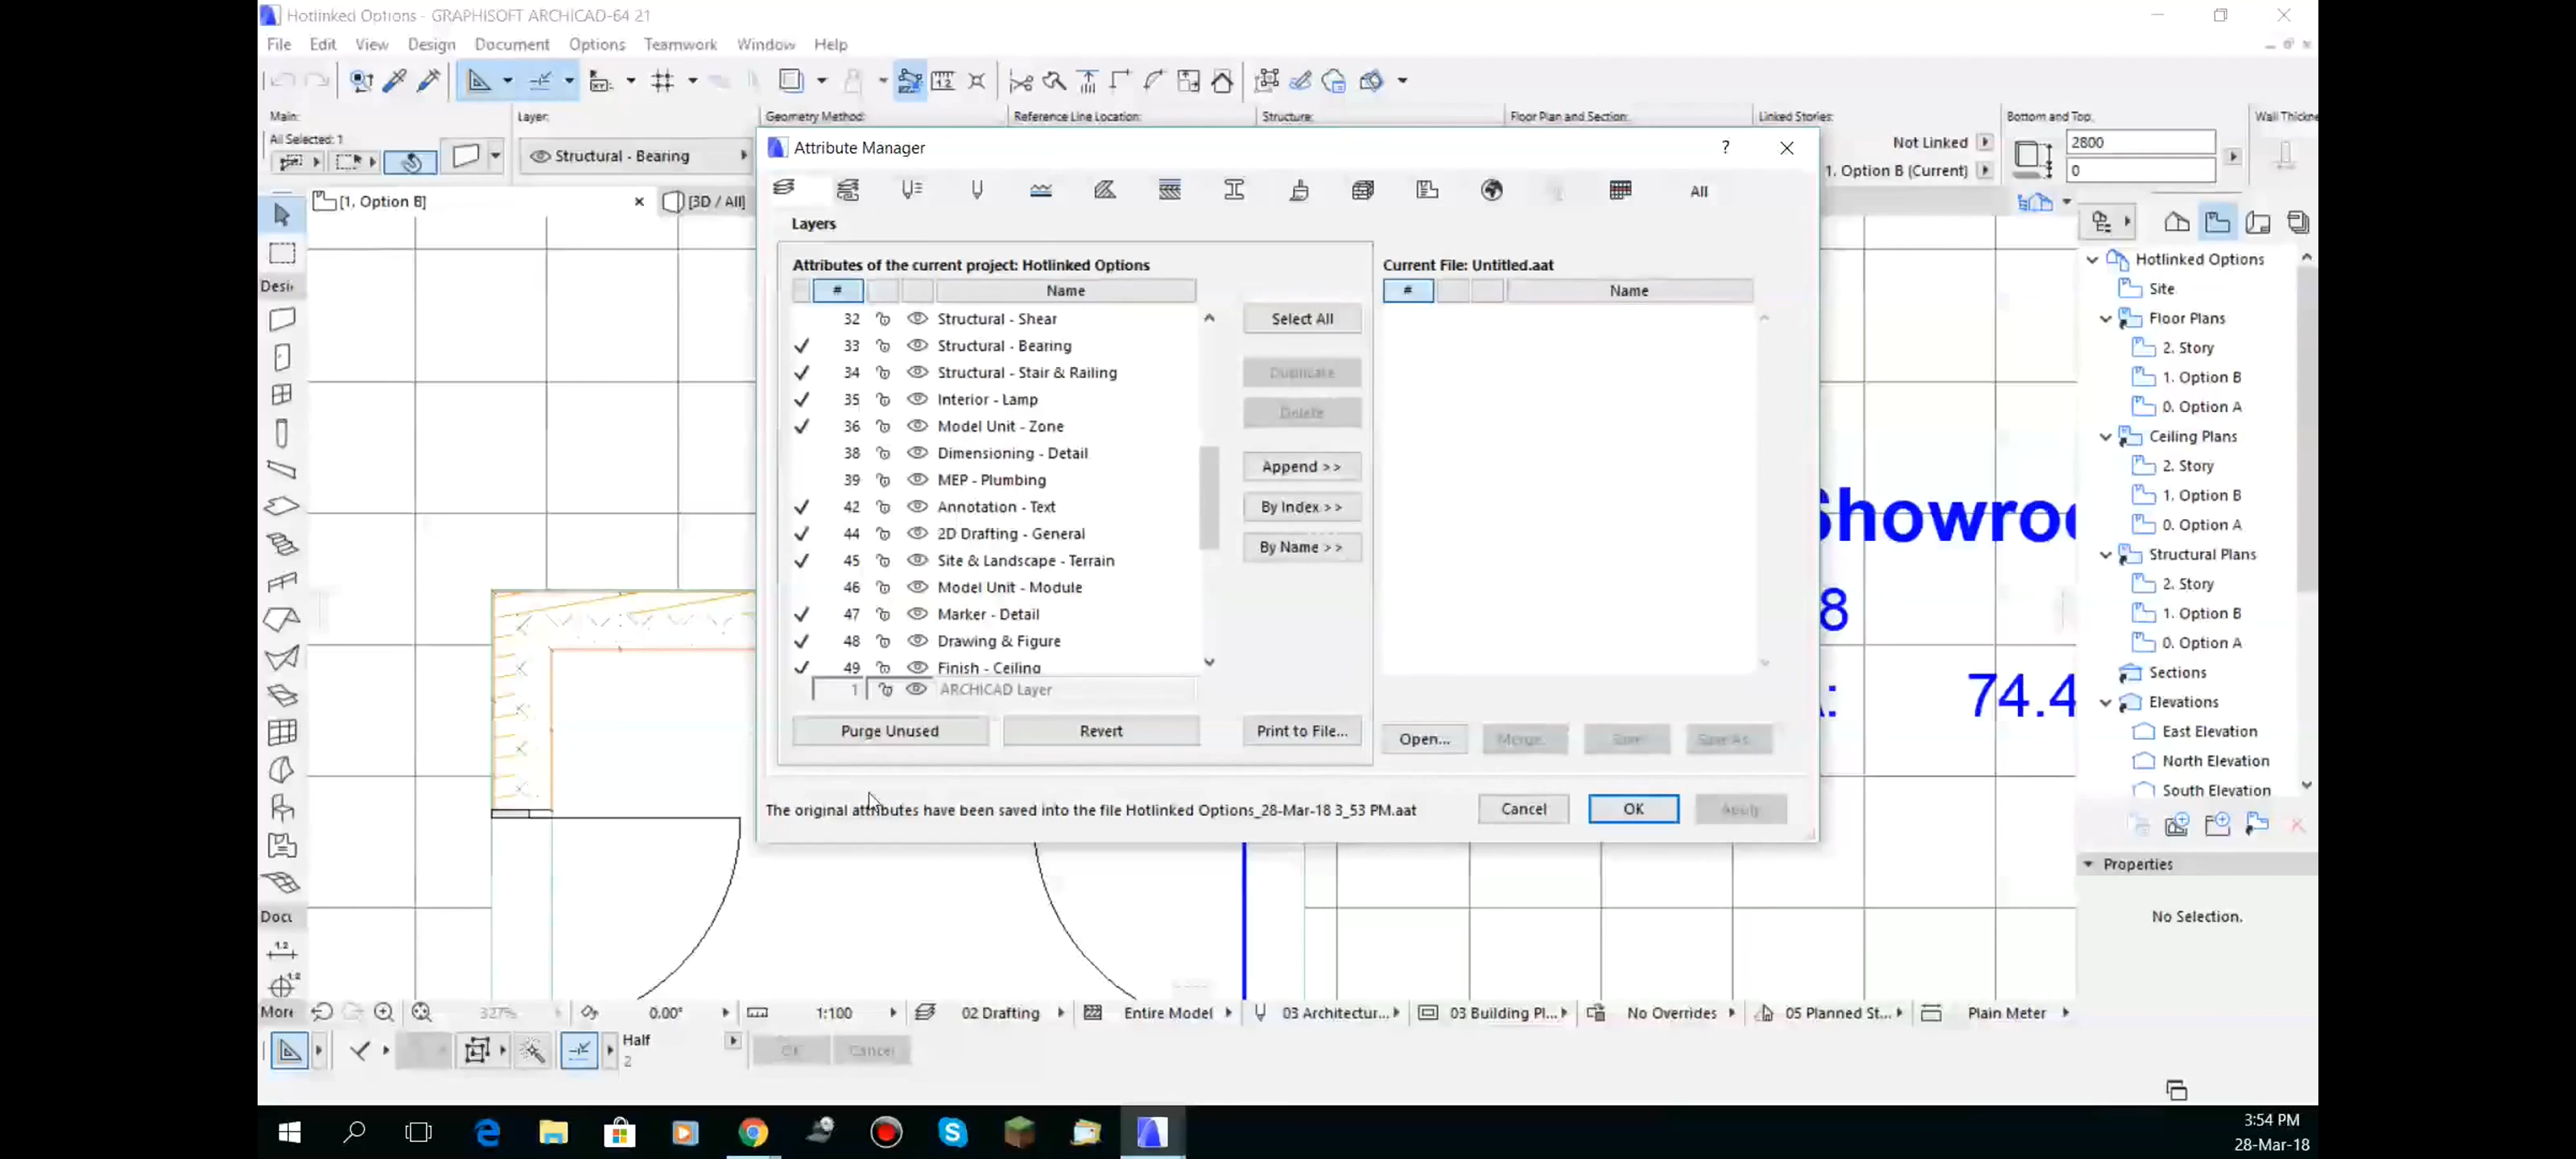 Hotlinked Options - GRAPHISOFT ARCHICAD-64 21
File Edit View Design Document Options Teamwork Window Help
Main:
All Selected: 1
Layer:
Structural - Bearing
Geometry Method:
Reference Line Location:
Structure:
Floor Plan and Section:
Linked Stories:
Not Linked
1. Option B (Current)
Bottom and Top:
2800
0
Wall Thickne
[1. Option B]
[3D / All]
Attribute Manager
?
All
Layers
Attributes of the current project: Hotlinked Options
# Name
32 Structural - Shear
33 Structural - Bearing
34 Structural - Stair & Railing
35 Interior - Lamp
36 Model Unit - Zone
38 Dimensioning - Detail
39 MEP - Plumbing
42 Annotation - Text
44 2D Drafting - General
45 Site & Landscape - Terrain
46 Model Unit - Module
47 Marker - Detail
48 Drawing & Figure
49 Finish - Ceiling
1 ARCHICAD Layer
Purge Unused
Revert
Select All
Duplicate
Delete
Append >>
By Index >>
By Name >>
Print to File...
Current File: Untitled.aat
# Name
Open...
Merge...
Save
Save As...
The original attributes have been saved into the file Hotlinked Options_28-Mar-18 3_53 PM.aat
Cancel
OK
Apply
Desi
Docu
More
Showroo
8
A:
74.4
Hotlinked Options
Site
Floor Plans
2. Story
1. Option B
0. Option A
Ceiling Plans
2. Story
1. Option B
0. Option A
Structural Plans
2. Story
1. Option B
0. Option A
Sections
Elevations
East Elevation
North Elevation
South Elevation
Properties
No Selection.
327%
0.00°
1:100
02 Drafting
Entire Model
03 Architectur...
03 Building Pl...
No Overrides
05 Planned St...
Plain Meter
Half
2
OK
Cancel
3:54 PM
28-Mar-18